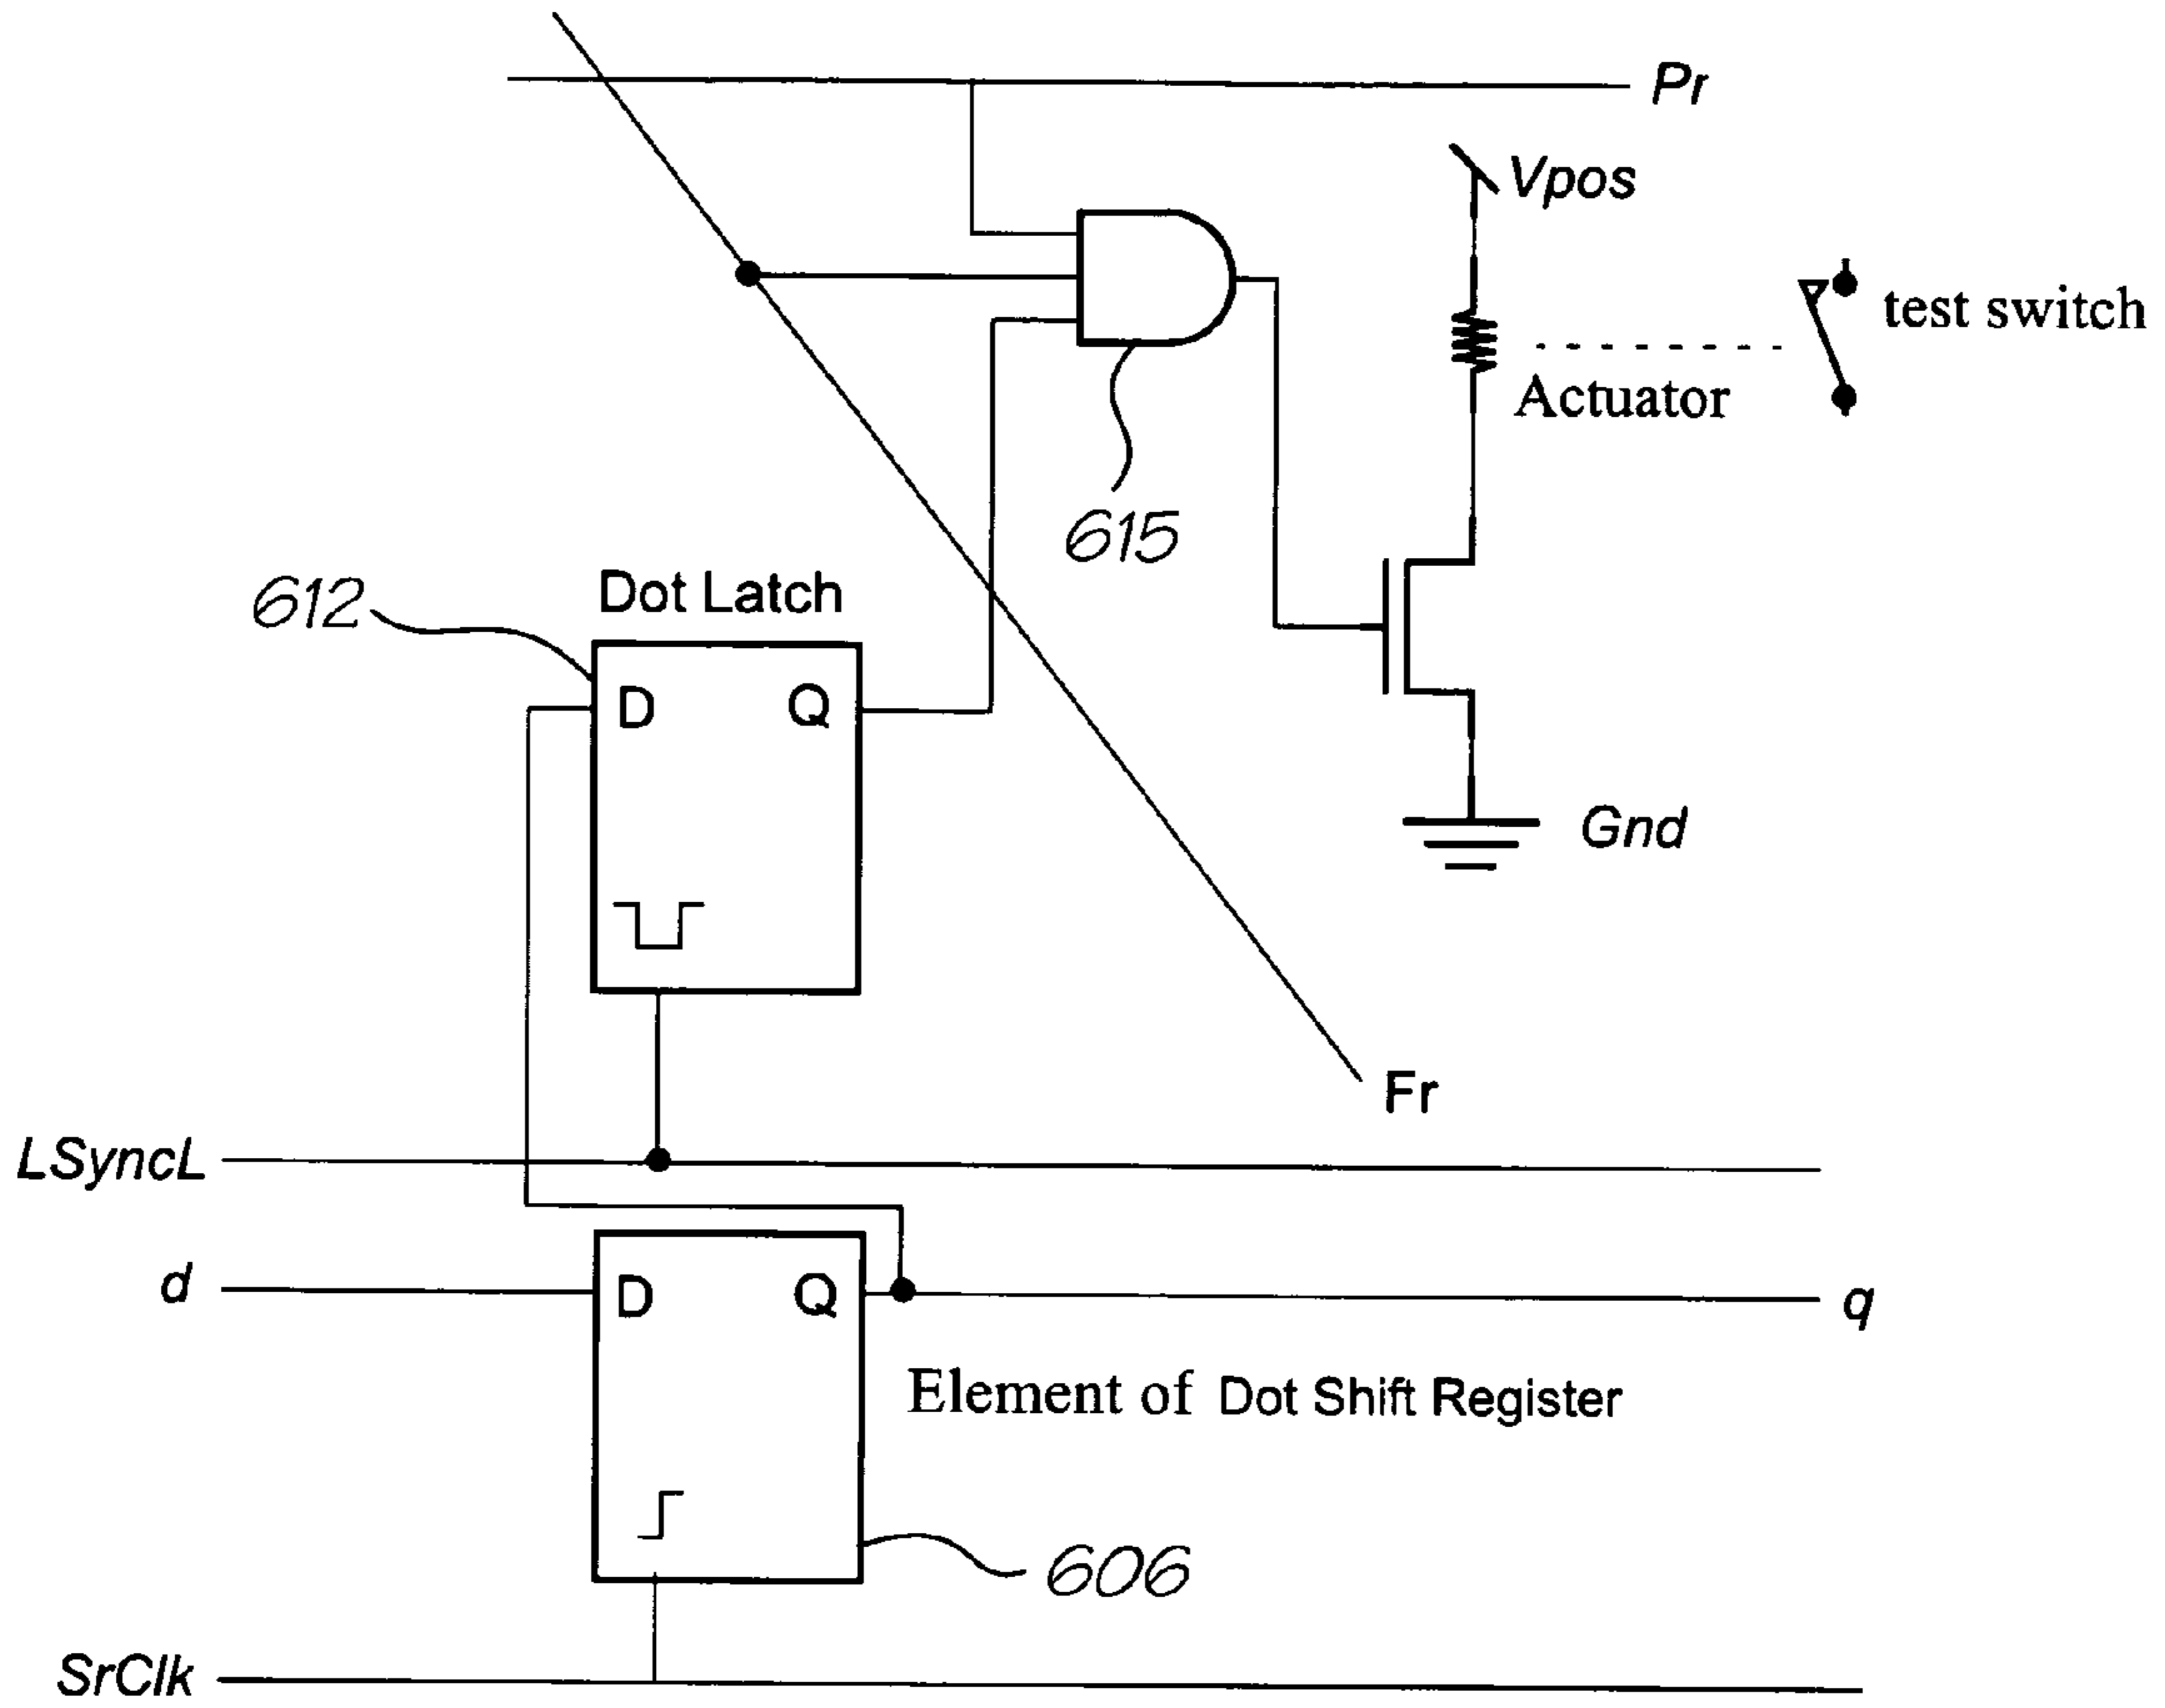 Pr
Vpos
test switch
Actuator
615
612
Dot Latch
D Q
Gnd
Fr
LSyncL
d
D Q
q
Element of Dot Shift Register
606
SrClk